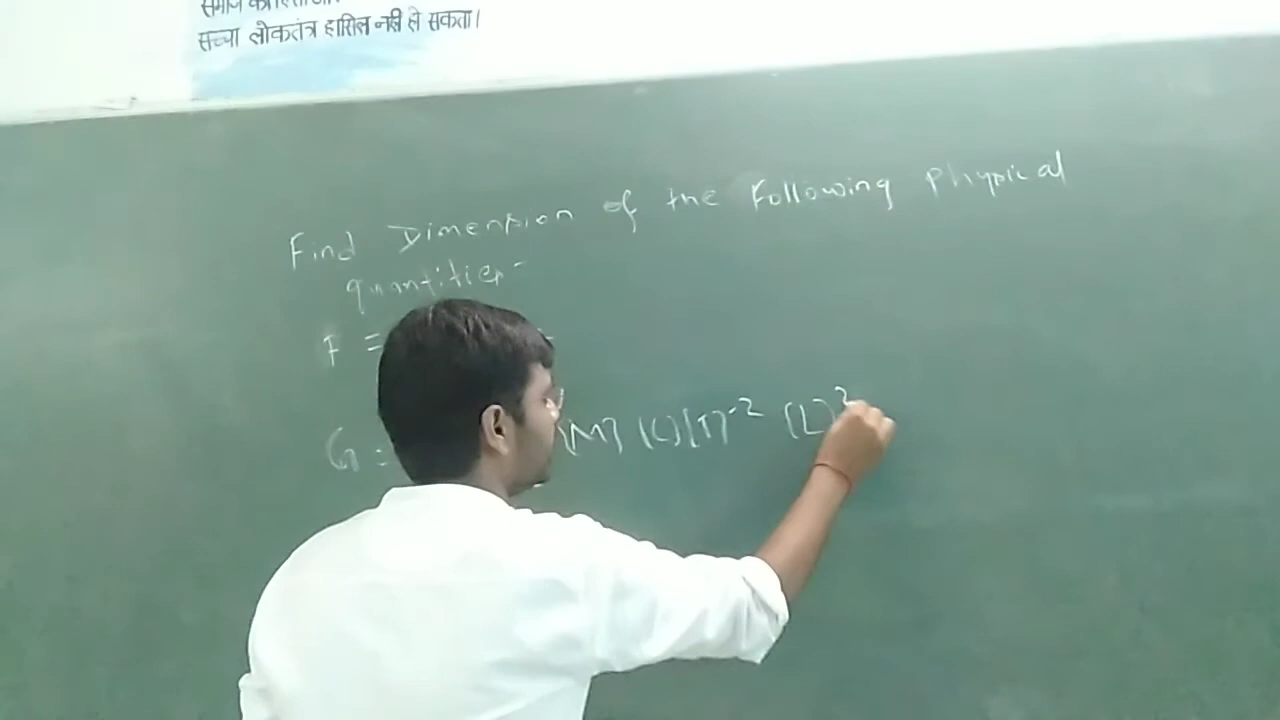 सच्चा लोकतंत्र हासिल नहीं हो सकता।
Find Dimension of the Following Physical
quantities-
F =
G = [M] [L][T]⁻² [L]²